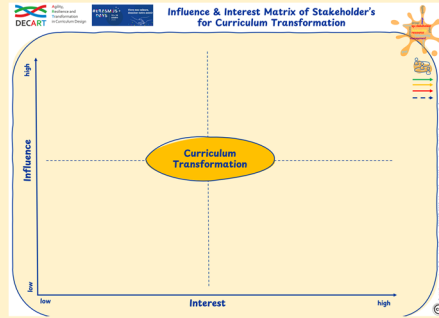 DECART
Agility,
Resilience and
Transformation
in Curriculum Design
Influence & Interest Matrix of Stakeholder's
for Curriculum Transformation
high
Influence
low
Curriculum
Transformation
low
Interest
high